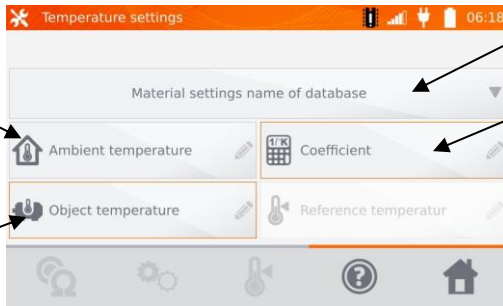 Temperature settings 06:18
Material settings name of database
Ambient temperature
1/°K
Coefficient
Object temperature
Reference temperatur